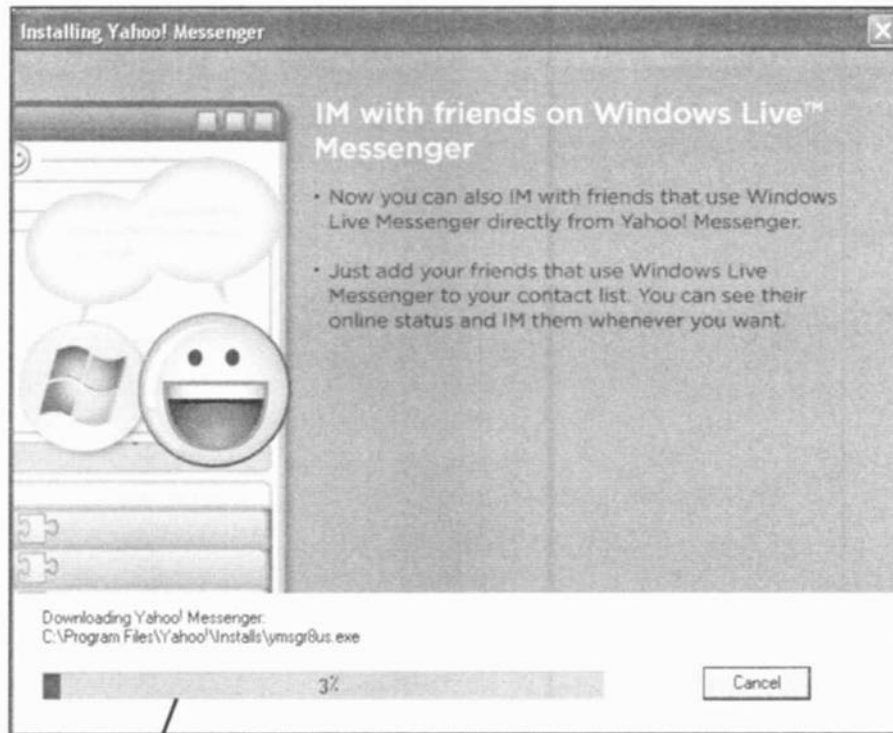 Installing Yahoo! Messenger
IM with friends on Windows Live™
Messenger
• Now you can also IM with friends that use Windows
Live Messenger directly from Yahoo! Messenger.
• Just add your friends that use Windows Live
Messenger to your contact list. You can see their
online status and IM them whenever you want.
Downloading Yahoo! Messenger:
C:\Program Files\Yahoo!\Installs\ymsgr8us.exe
3%
Cancel